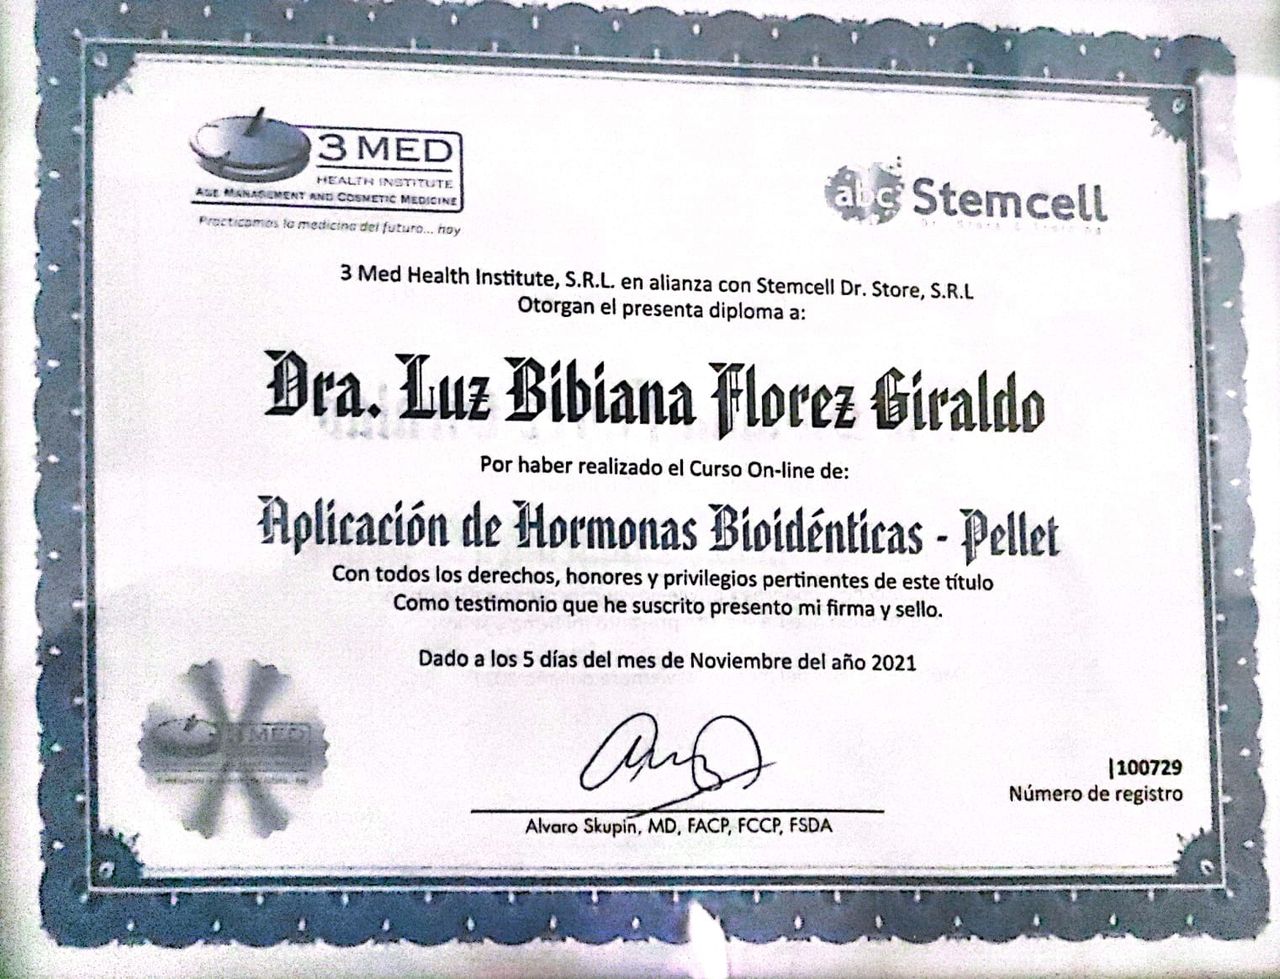 3 MED
HEALTH INSTITUTE
AGE MANAGEMENT AND COSMETIC MEDICINE
Practicamos la medicina del futuro... hoy
abc Stemcell
3 Med Health Institute, S.R.L. en alianza con Stemcell Dr. Store, S.R.L
Otorgan el presenta diploma a:
Dra. Luz Bibiana Florez Giraldo
Por haber realizado el Curso On-line de:
Aplicación de Hormonas Bioidénticas - Pellet
Con todos los derechos, honores y privilegios pertinentes de este título
Como testimonio que he suscrito presento mi firma y sello.
Dado a los 5 días del mes de Noviembre del año 2021
3 MED
|100729
Número de registro
Alvaro Skupin, MD, FACP, FCCP, FSDA